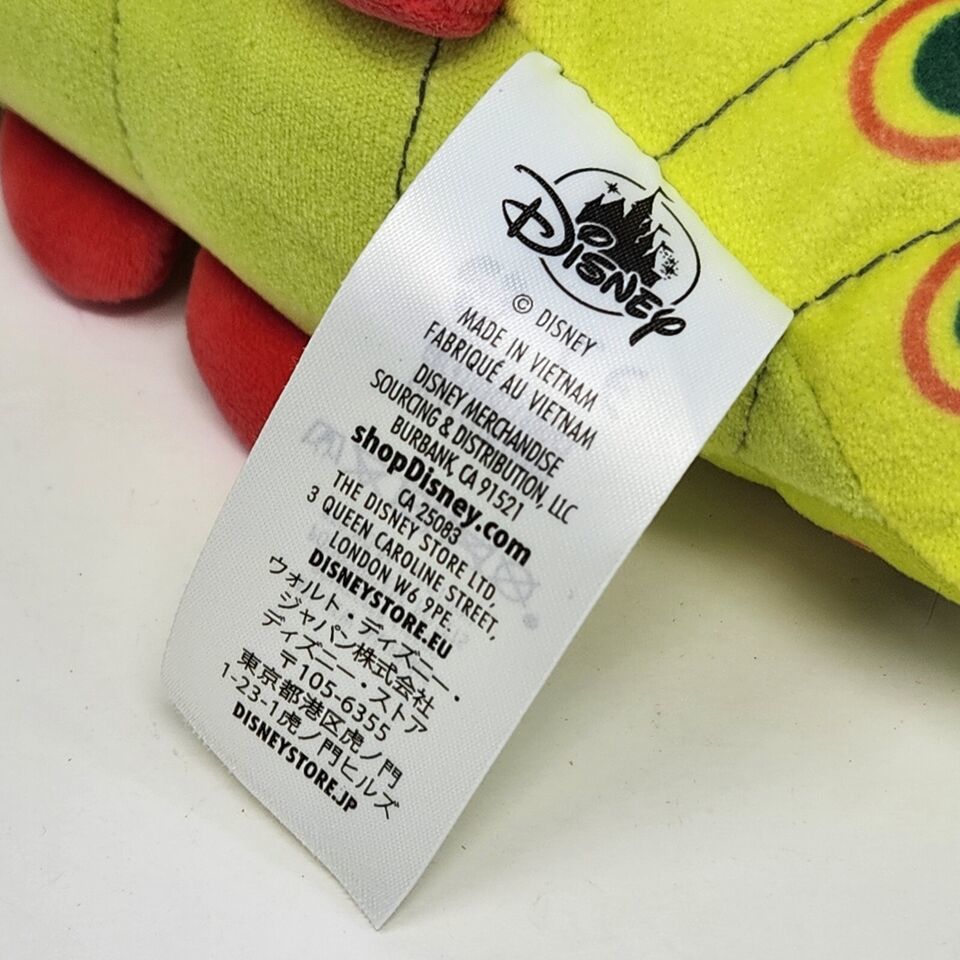 Disney
© DISNEY
MADE IN VIETNAM
FABRIQUÉ AU VIETNAM
DISNEY MERCHANDISE
SOURCING & DISTRIBUTION, LLC
BURBANK, CA 91521
shopDisney.com
CA 25083
THE DISNEY STORE LTD,
3 QUEEN CAROLINE STREET,
LONDON W6 9PE.
DISNEYSTORE.EU
ウォルト・ディズニー・
ジャパン株式会社
ディズニー・ストア
〒105-6355
東京都港区虎ノ門
1-23-1虎ノ門ヒルズ
DISNEYSTORE.JP